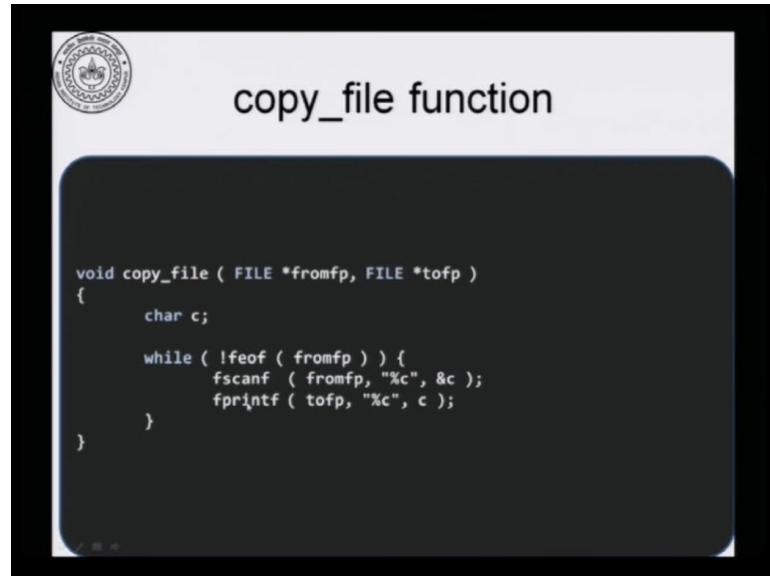 copy_file function
void copy_file ( FILE *fromfp, FILE *tofp )
{
char c;
while ( !feof ( fromfp ) ) {
fscanf ( fromfp, "%c", &c );
fprintf ( tofp, "%c", c );
}
}